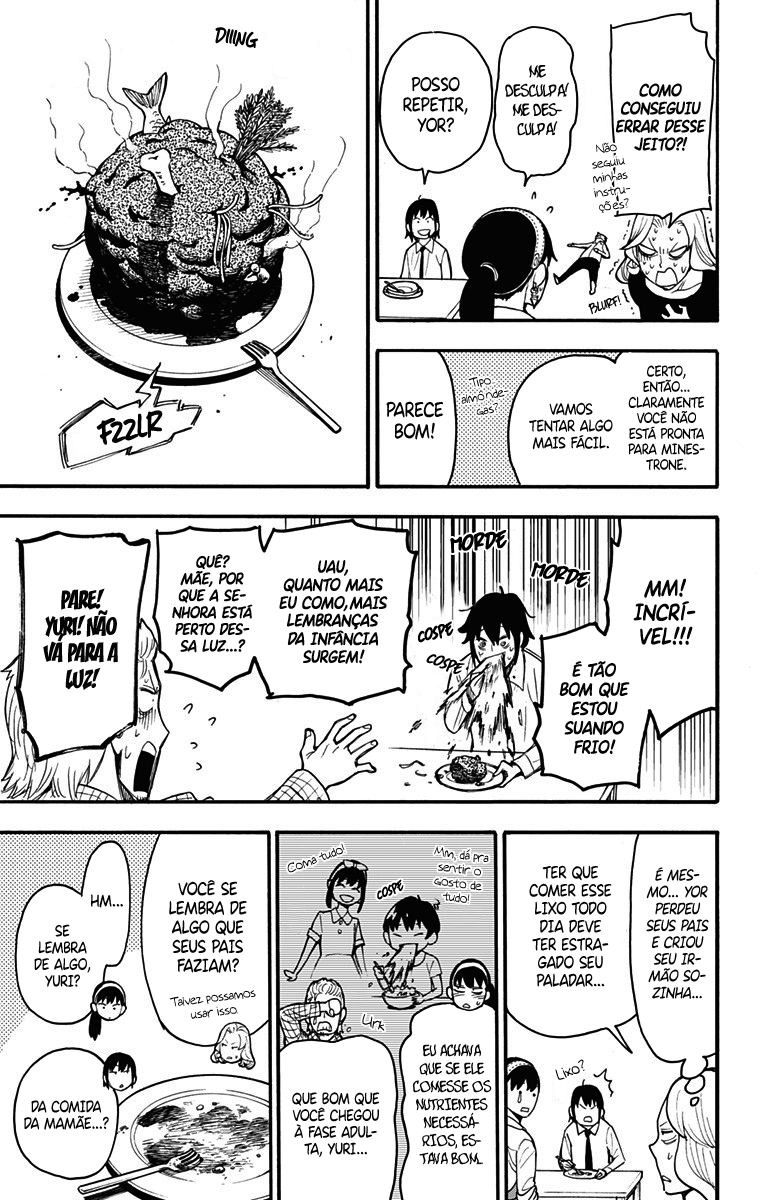 COMO
CONSEGUIU
ERRAR DESSE
JEITO?!
Não
seguiu
minhas
instru-
ções?
BLURF!
ME
DESCULPA!
ME DES-
CULPA!
POSSO
REPETIR,
YOR?
DIIING
FZZLR
CERTO,
ENTÃO...
CLARAMENTE
VOCÊ NÃO
ESTÁ PRONTA
PARA MINES-
TRONE.
VAMOS
TENTAR ALGO
MAIS FÁCIL.
Tipo
almônde
gas?
PARECE
BOM!
MM!
INCRÍ-
VEL!!!
MORDE
MORDE
É TÃO
BOM QUE
ESTOU
SUANDO
FRIO!
COSPE
COSPE
UAU,
QUANTO MAIS
EU COMO,MAIS
LEMBRANÇAS
DA INFÂNCIA
SURGEM!
QUÊ?
MÃE, POR
QUE A SE-
NHORA ESTÁ
PERTO DES-
SA LUZ...?
PARE!
YURI! NÃO
VÁ PARA A
LUZ!
É MES-
MO... YOR
PERDEU
SEUS PAIS
E CRIOU
SEU IR-
MÃO SO-
ZINHA...
TER QUE
COMER ESSE
LIXO TODO
DIA DEVE
TER ESTRA-
GADO SEU
PALADAR...
Lixo?
Mm, dá pra
sentir o
gosto de
tudo!
Coma tudo!
COSPE
EU ACHAVA
QUE SE ELE
COMESSE OS
NUTRIENTES
NECESSÁ-
RIOS, ES-
TAVA BOM..
Urk
QUE BOM QUE
VOCÊ CHEGOU
À FASE ADUL-
TA, YURI...
VOCÊ SE
LEMBRA DE
ALGO QUE
SEUS PAIS
FAZIAM?
Talvez possamos
usar isso.
HM...
SE
LEMBRA
DE ALGO,
YURI?
DA COMIDA
DA MAMÃE...?